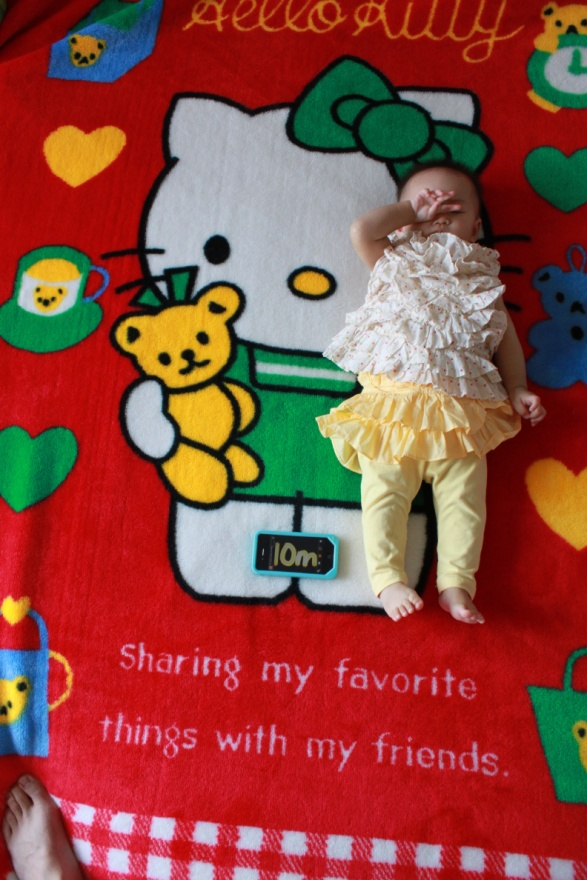 Hello Kitty
10m
Sharing my favorite
things with my friends.